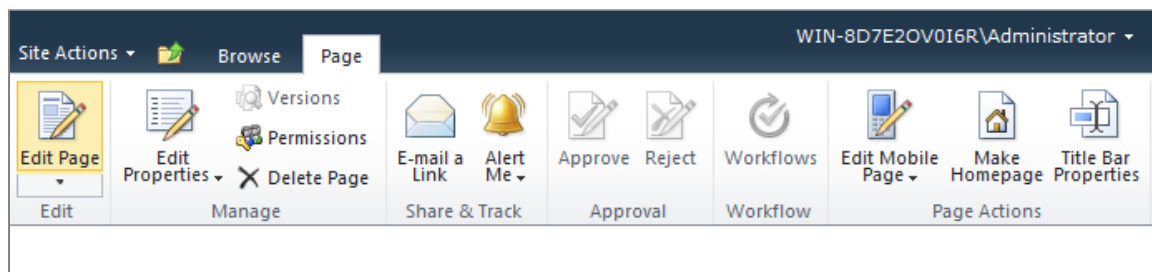 WIN-8D7E2OV0I6R\Administrator
Site Actions
Browse
Page
Edit Page
Edit
Properties
Versions
Permissions
Delete Page
E-mail a
Link
Alert
Me
Approve
Reject
Workflows
Edit Mobile
Page
Make
Homepage
Title Bar
Properties
Edit
Manage
Share & Track
Approval
Workflow
Page Actions